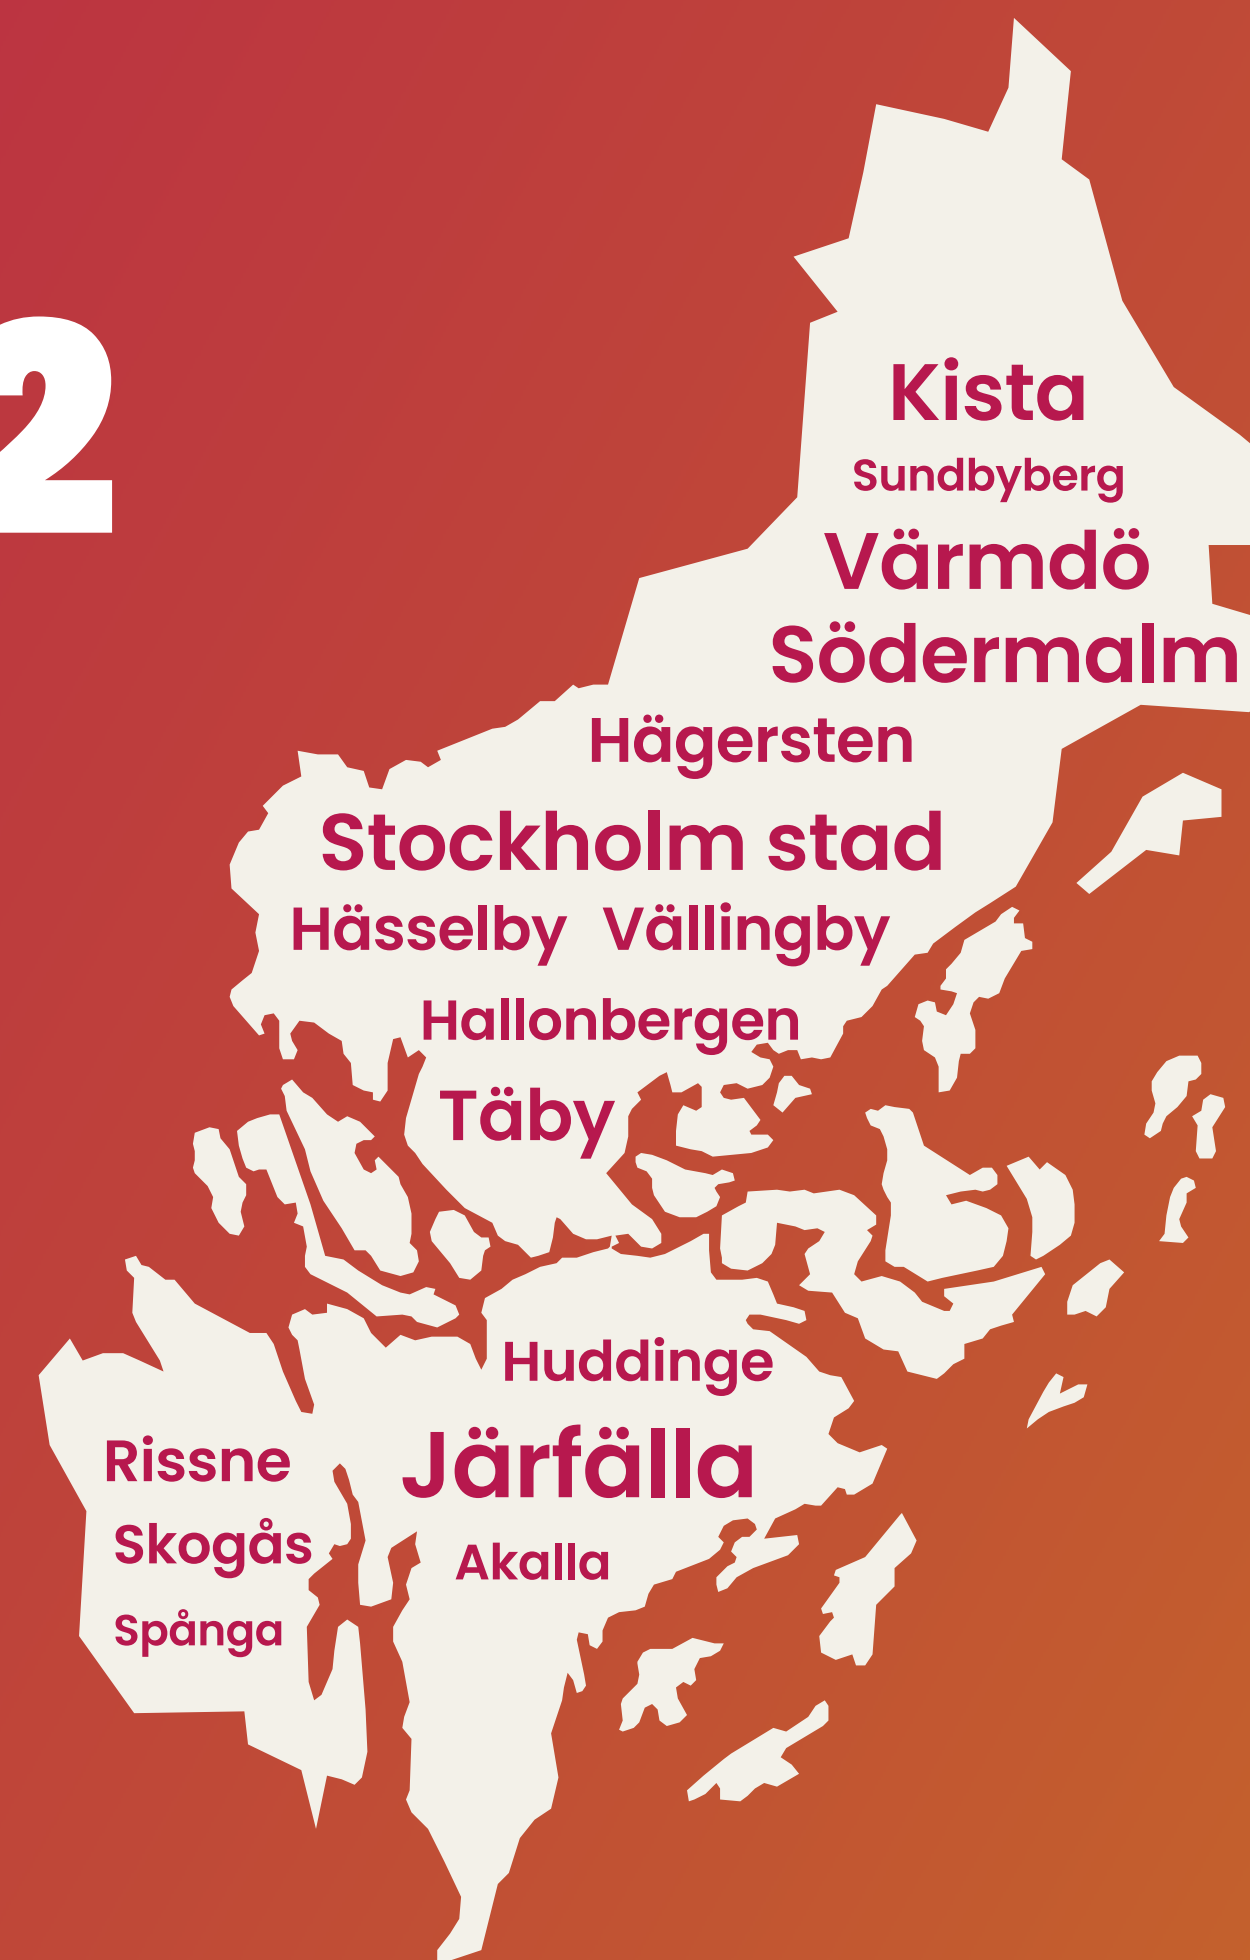 2
Kista
Sundbyberg
Värmdö
Södermalm
Hägersten
Stockholm stad
Hässelby Vällingby
Hallonbergen
Täby
Huddinge
Järfälla
Rissne
Skogås
Akalla
Spånga